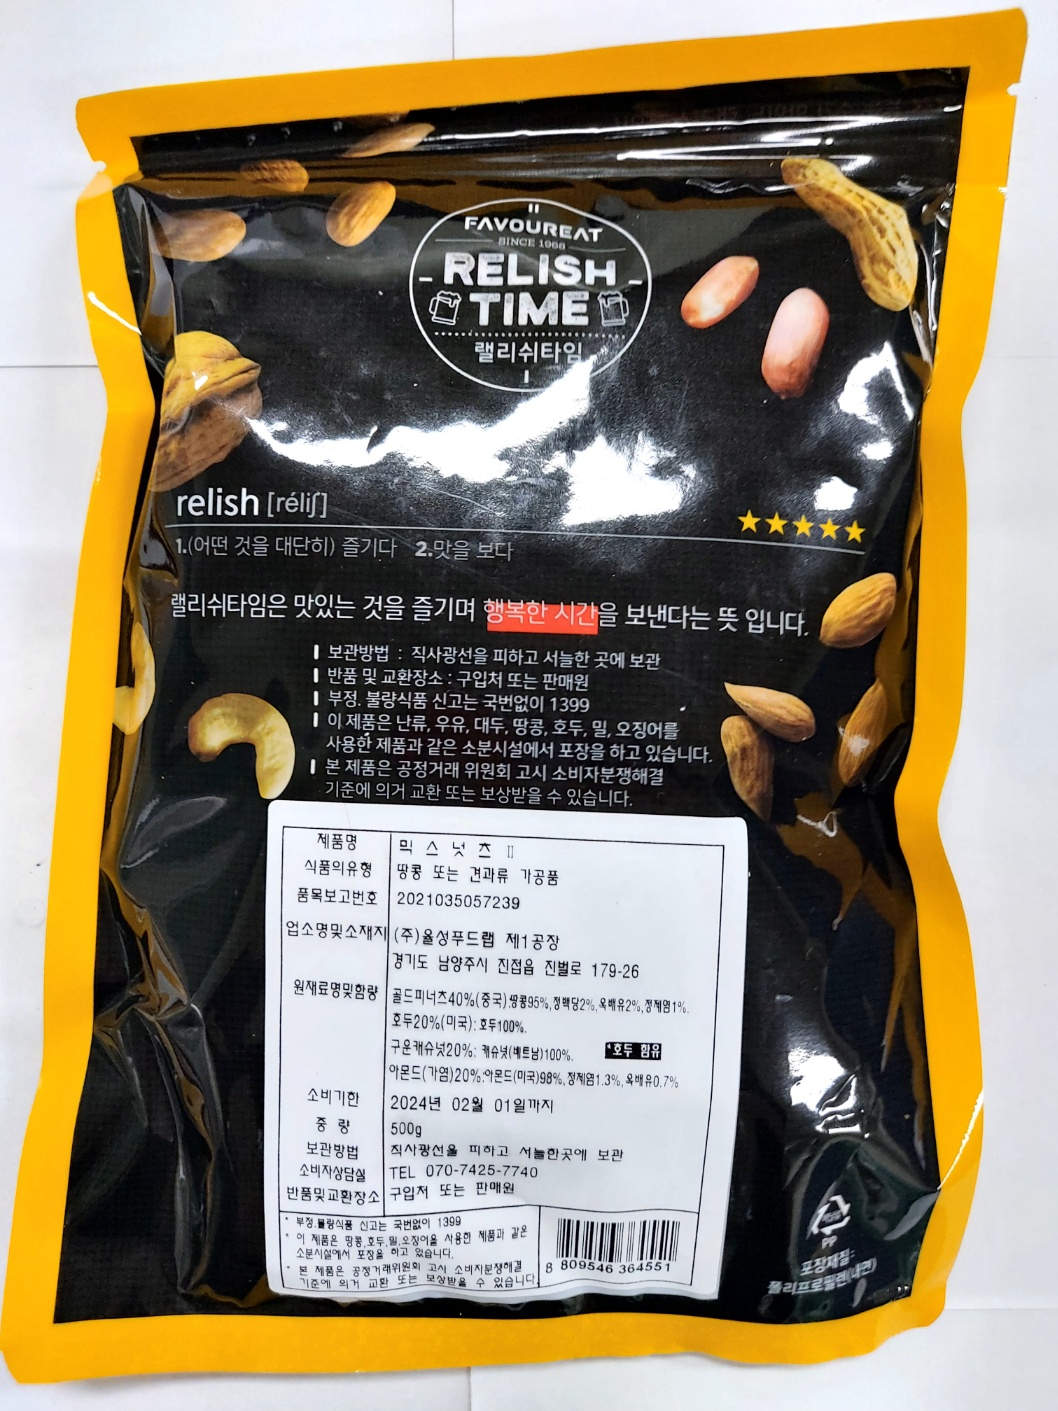 FAVOUREAT
SINCE 1968
RELISH
TIME
랠리쉬타임
relish [réliʃ]
1.(어떤 것을 대단히) 즐기다 2.맛을 보다
랠리쉬타임은 맛있는 것을 즐기며 행복한 시간을 보낸다는 뜻 입니다.
보관방법 : 직사광선을 피하고 서늘한 곳에 보관
반품 및 교환장소 : 구입처 또는 판매원
부정. 불량식품 신고는 국번없이 1399
이 제품은 난류, 우유, 대두, 땅콩, 호두, 밀, 오징어를
사용한 제품과 같은 소분시설에서 포장을 하고 있습니다.
본 제품은 공정거래 위원회 고시 소비자분쟁해결
기준에 의거 교환 또는 보상받을 수 있습니다.
제품명 믹스넛츠 Ⅱ
식품의유형 땅콩 또는 견과류 가공품
품목보고번호 2021035057239
업소명및소재지 (주)율성푸드랩 제1공장
경기도 남양주시 진접읍 진벌로 179-26
원재료명및함량 골드피너츠40%(중국):땅콩95%,정백당2%,옥배유2%,정제염1%.
호두20%(미국): 호두100%.
구운캐슈넛20%: 캐슈넛(베트남)100%. *호두 함유
아몬드(가염)20%:아몬드(미국)98%,정제염1.3%,옥배유0.7%
소비기한 2024년 02월 01일까지
중 량 500g
보관방법 직사광선을 피하고 서늘한곳에 보관
소비자상담실 TEL 070-7425-7740
반품및교환장소 구입처 또는 판매원
* 부정.불량식품 신고는 국번없이 1399
* 이 제품은 땅콩,호두,밀,오징어을 사용한 제품과 같은
소분시설에서 포장을 하고 있습니다.
* 본 제품은 공정거래위원회 고시 소비자분쟁해결
기준에 의거 교환 또는 보상받을 수 있습니다.
8 809546 364551
PP
포장재질:
폴리프로필렌(내면)